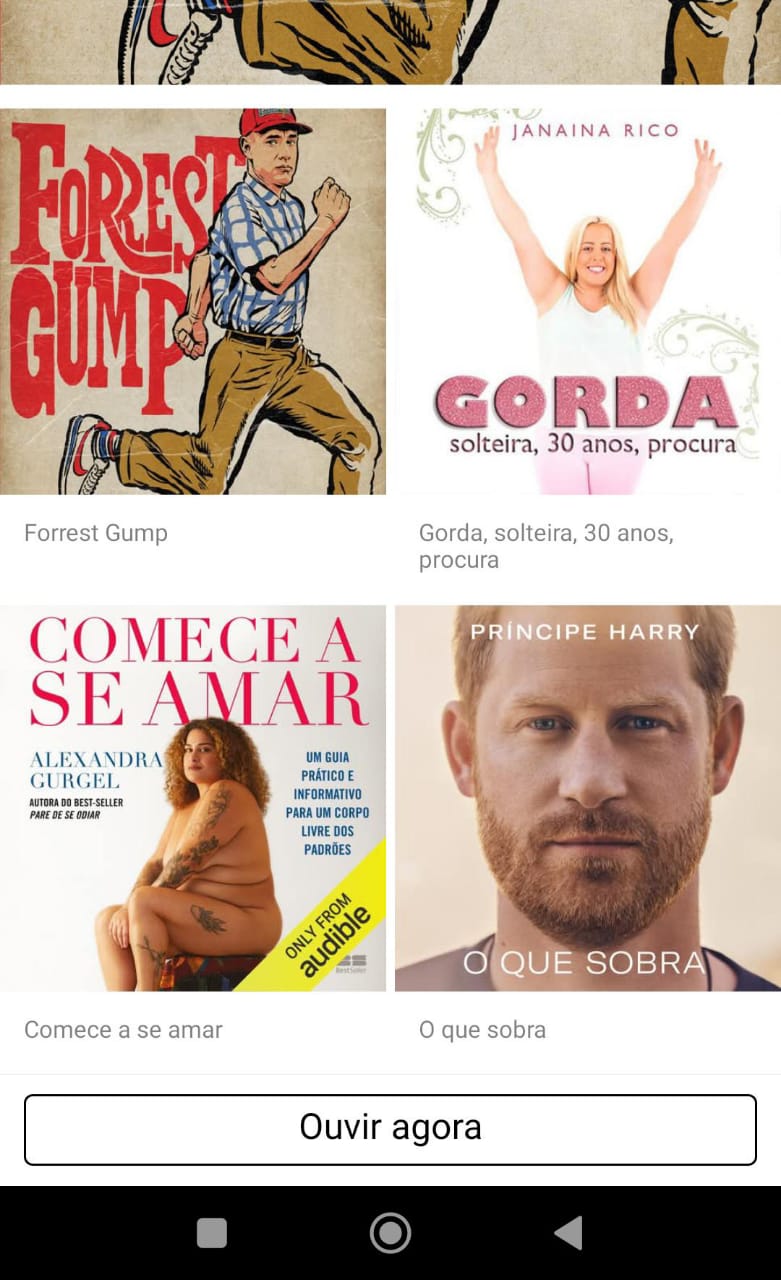 FORREST
GUMP
JANAINA RICO
GORDA
solteira, 30 anos, procura
Forrest Gump
Gorda, solteira, 30 anos,
procura
COMECE A
SE AMAR
ALEXANDRA
GURGEL
AUTORA DO BEST-SELLER
PARE DE SE ODIAR
UM GUIA
PRÁTICO E
INFORMATIVO
PARA UM CORPO
LIVRE DOS
PADRÕES
ONLY FROM
audible
BestSeller
PRÍNCIPE HARRY
O QUE SOBRA
Comece a se amar
O que sobra
Ouvir agora